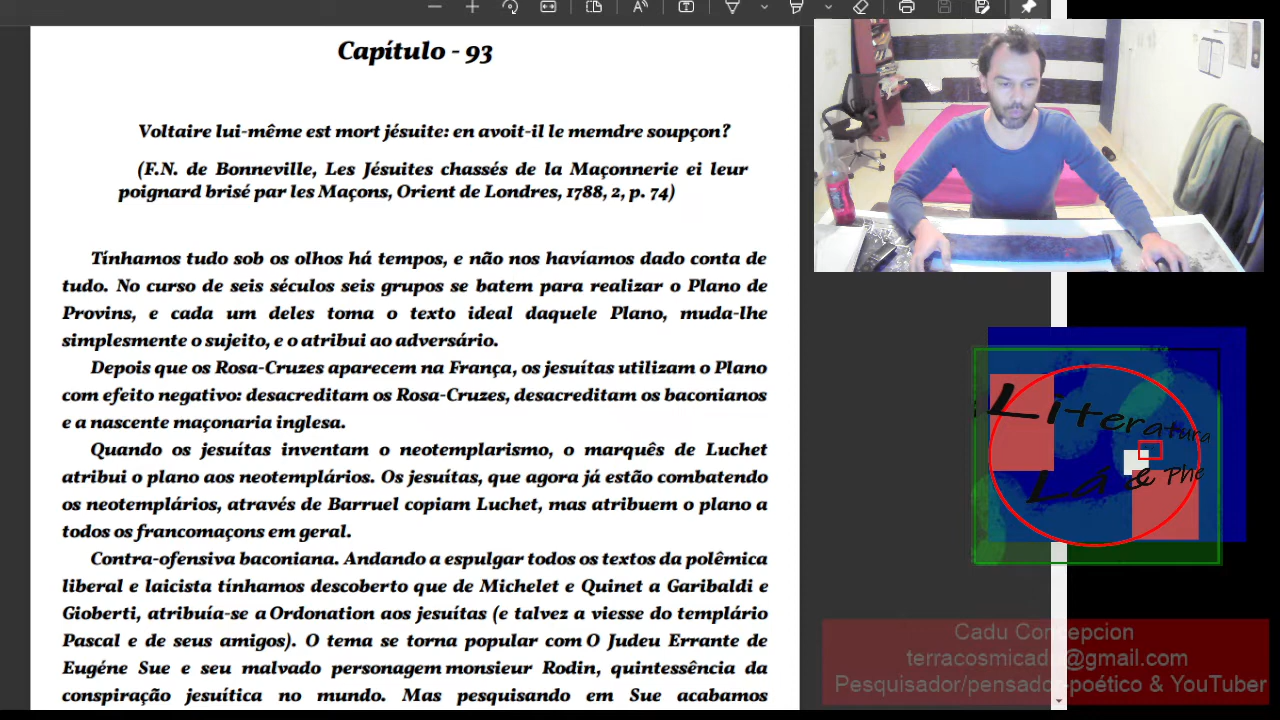 Capítulo - 93
Voltaire lui-même est mort jésuite: en avoit-il le memdre soupçon?
(F.N. de Bonneville, Les Jésuites chassés de la Maçonnerie ei leur
poignard brisé par les Maçons, Orient de Londres, 1788, 2, p. 74)
Tínhamos tudo sob os olhos há tempos, e não nos havíamos dado conta de
tudo. No curso de seis séculos seis grupos se batem para realizar o Plano de
Provins, e cada um deles toma o texto ideal daquele Plano, muda-lhe
simplesmente o sujeito, e o atribui ao adversário.
Depois que os Rosa-Cruzes aparecem na França, os jesuítas utilizam o Plano
com efeito negativo: desacreditam os Rosa-Cruzes, desacreditam os baconianos
e a nascente maçonaria inglesa.
Quando os jesuítas inventam o neotemplarismo, o marquês de Luchet
atribui o plano aos neotemplários. Os jesuítas, que agora já estão combatendo
os neotemplários, através de Barruel copiam Luchet, mas atribuem o plano a
todos os francomaçons em geral.
Contra-ofensiva baconiana. Andando a espulgar todos os textos da polêmica
liberal e laicista tínhamos descoberto que de Michelet e Quinet a Garibaldi e
Gioberti, atribuía-se a Ordonation aos jesuítas (e talvez a viesse do templário
Pascal e de seus amigos). O tema se torna popular com O Judeu Errante de
Eugéne Sue e seu malvado personagem monsieur Rodin, quintessência da
conspiração jesuítica no mundo. Mas pesquisando em Sue acabamos
Literatura
Lá & Phe
Cadu Concepcion
terracosmicadu@gmail.com
Pesquisador/pensador-poético & YouTuber